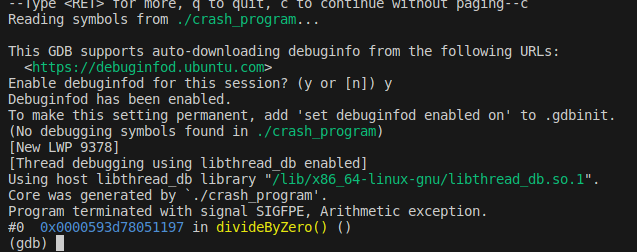 --Type <RET> for more, q to quit, c to continue without paging--c
Reading symbols from ./crash_program...

This GDB supports auto-downloading debuginfo from the following URLs:
  <https://debuginfod.ubuntu.com>
Enable debuginfod for this session? (y or [n]) y
Debuginfod has been enabled.
To make this setting permanent, add 'set debuginfod enabled on' to .gdbinit.
(No debugging symbols found in ./crash_program)
[New LWP 9378]
[Thread debugging using libthread_db enabled]
Using host libthread_db library "/lib/x86_64-linux-gnu/libthread_db.so.1".
Core was generated by `./crash_program'.
Program terminated with signal SIGFPE, Arithmetic exception.
#0  0x0000593d78051197 in divideByZero() ()
(gdb)